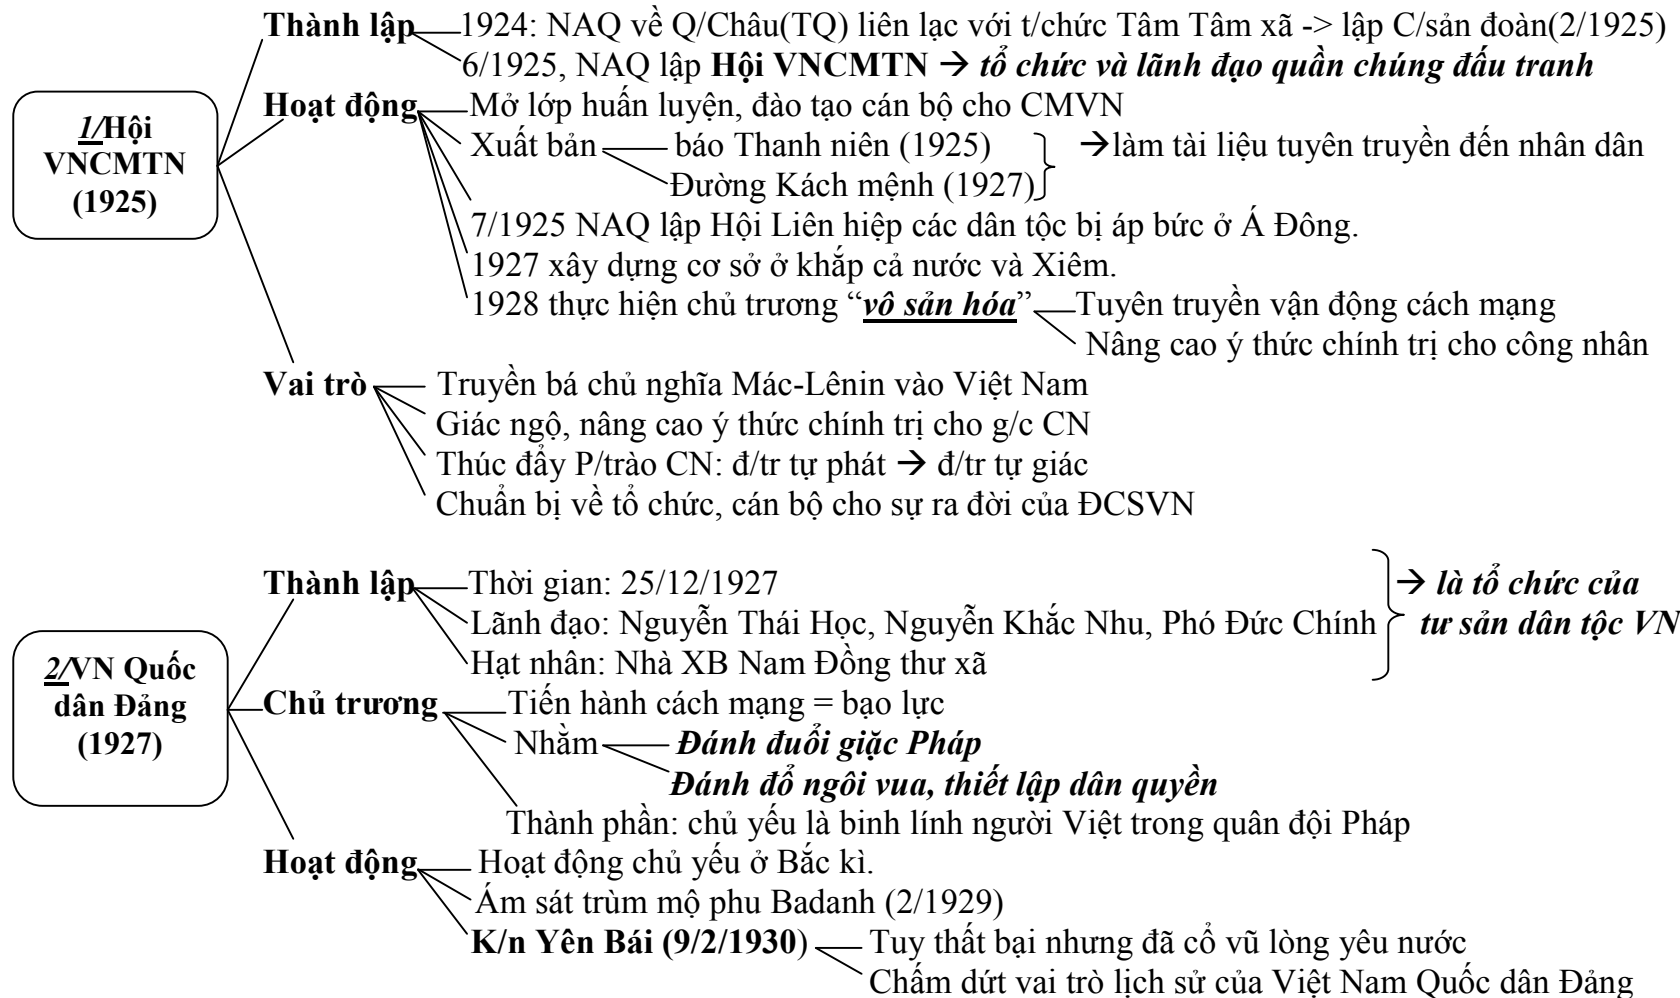 Thành lập 1924: NAQ về Q/Châu(TQ) liên lạc với t/chức Tâm Tâm xã -> lập C/sản đoàn(2/1925)
6/1925, NAQ lập Hội VNCMTN → tổ chức và lãnh đạo quần chúng đấu tranh
1/Hội
VNCMTN
(1925)
Hoạt động Mở lớp huấn luyện, đào tạo cán bộ cho CMVN
Xuất bản báo Thanh niên (1925) →làm tài liệu tuyên truyền đến nhân dân
Đường Kách mệnh (1927)
7/1925 NAQ lập Hội Liên hiệp các dân tộc bị áp bức ở Á Đông.
1927 xây dựng cơ sở ở khắp cả nước và Xiêm.
1928 thực hiện chủ trương “vô sản hóa” Tuyên truyền vận động cách mạng
Nâng cao ý thức chính trị cho công nhân
Vai trò Truyền bá chủ nghĩa Mác-Lênin vào Việt Nam
Giác ngộ, nâng cao ý thức chính trị cho g/c CN
Thúc đẩy P/trào CN: đ/tr tự phát → đ/tr tự giác
Chuẩn bị về tổ chức, cán bộ cho sự ra đời của ĐCSVN
Thành lập Thời gian: 25/12/1927 → là tổ chức của
Lãnh đạo: Nguyễn Thái Học, Nguyễn Khắc Nhu, Phó Đức Chính tư sản dân tộc VN
Hạt nhân: Nhà XB Nam Đồng thư xã
2/VN Quốc
dân Đảng
(1927)
Chủ trương Tiến hành cách mạng = bạo lực
Nhằm Đánh đuổi giặc Pháp
Đánh đổ ngôi vua, thiết lập dân quyền
Thành phần: chủ yếu là binh lính người Việt trong quân đội Pháp
Hoạt động Hoạt động chủ yếu ở Bắc kì.
Ám sát trùm mộ phu Badanh (2/1929)
K/n Yên Bái (9/2/1930) Tuy thất bại nhưng đã cổ vũ lòng yêu nước
Chấm dứt vai trò lịch sử của Việt Nam Quốc dân Đảng